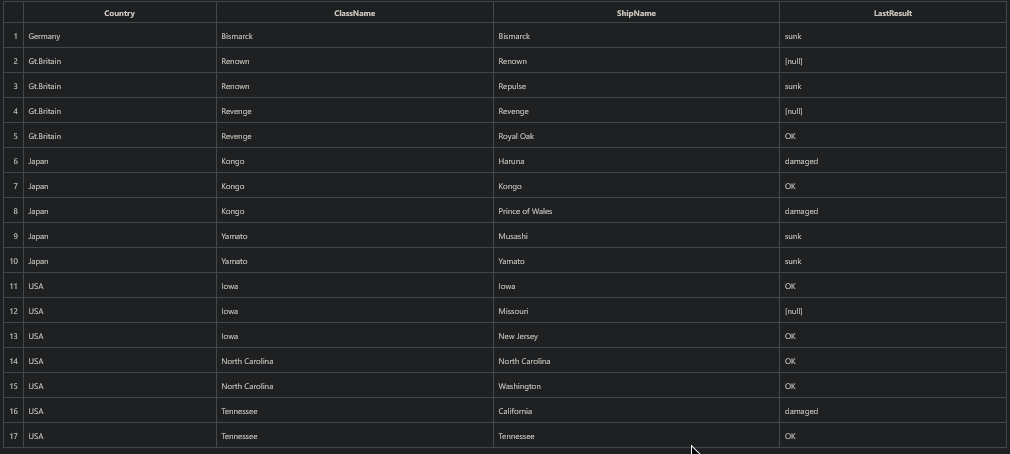 Country ClassName ShipName LastResult
1 Germany Bismarck Bismarck sunk
2 Gt.Britain Renown Renown [null]
3 Gt.Britain Renown Repulse sunk
4 Gt.Britain Revenge Revenge [null]
5 Gt.Britain Revenge Royal Oak OK
6 Japan Kongo Haruna damaged
7 Japan Kongo Kongo OK
8 Japan Kongo Prince of Wales damaged
9 Japan Yamato Musashi sunk
10 Japan Yamato Yamato sunk
11 USA Iowa Iowa OK
12 USA Iowa Missouri [null]
13 USA Iowa New Jersey OK
14 USA North Carolina North Carolina OK
15 USA North Carolina Washington OK
16 USA Tennessee California damaged
17 USA Tennessee Tennessee OK